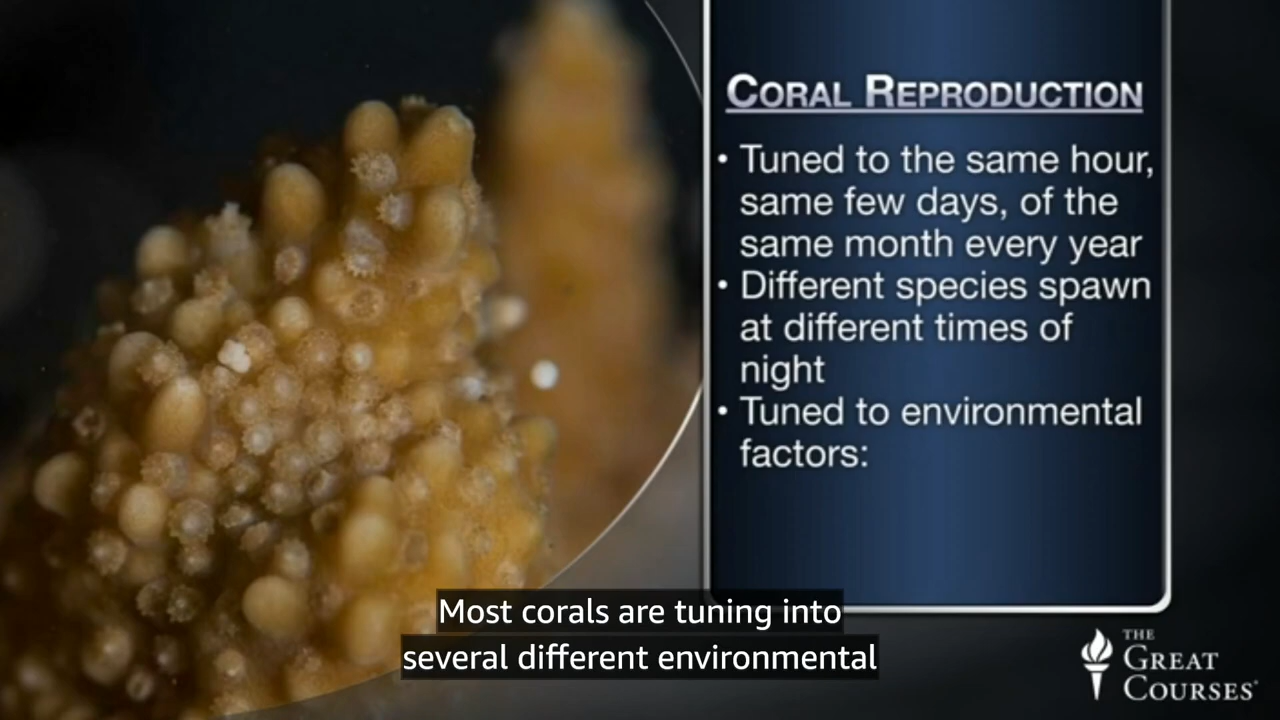 CORAL REPRODUCTION
• Tuned to the same hour,
same few days, of the
same month every year
• Different species spawn
at different times of
night
• Tuned to environmental
factors:
Most corals are tuning into
several different environmental
THE
GREAT
COURSES®